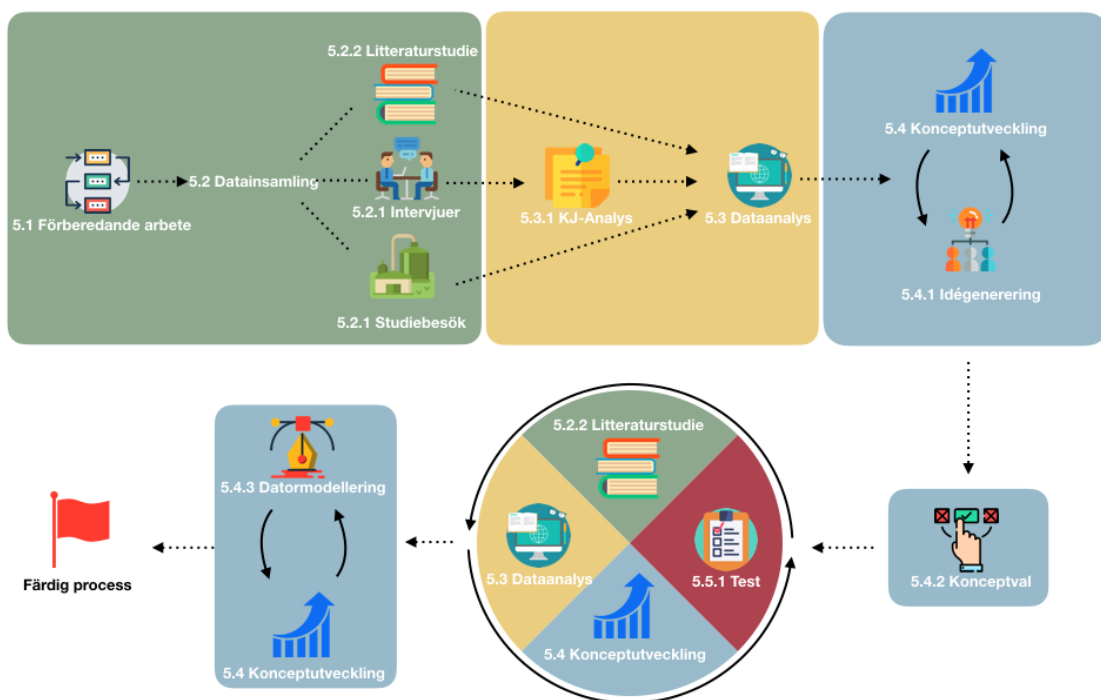 5.2.2 Litteraturstudie
5.4 Konceptutveckling
5.1 Förberedande arbete
5.2 Datainsamling
5.2.1 Intervjuer
5.3.1 KJ-Analys
5.3 Dataanalys
5.4.1 Idégenerering
5.2.1 Studiebesök
5.2.2 Litteraturstudie
5.4.3 Datormodellering
5.3 Dataanalys
5.5.1 Test
5.4.2 Konceptval
Färdig process
5.4 Konceptutveckling
5.4 Konceptutveckling